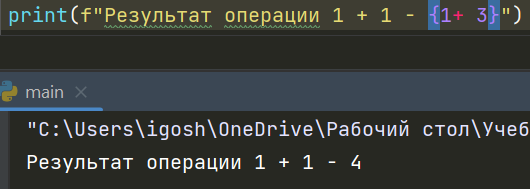 print(f"Результат операции 1 + 1 - {1+ 3}")
main
"C:\Users\igosh\OneDrive\Рабочий стол\Учеб
Результат операции 1 + 1 - 4